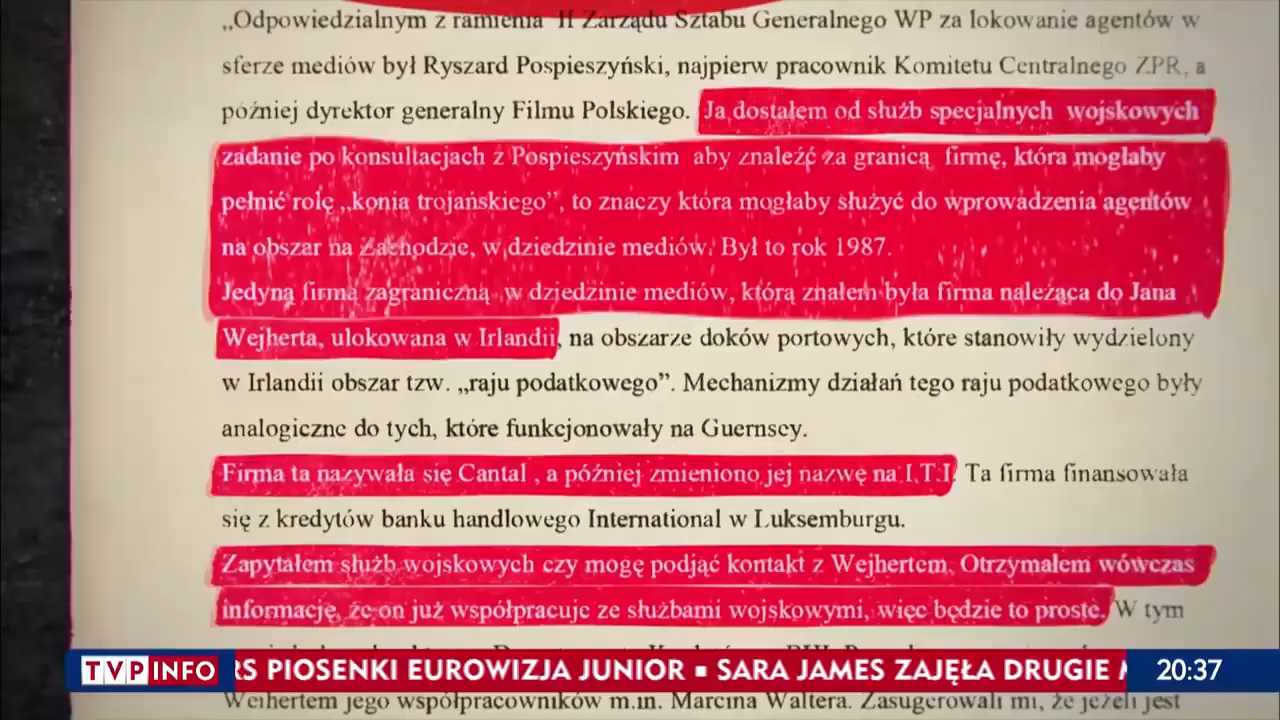 „Odpowiedzialnym z ramienia II Zarządu Sztabu Generalnego WP za lokowanie agentów w
sferze mediów był Ryszard Pospieszyński, najpierw pracownik Komitetu Centralnego ZPR, a
później dyrektor generalny Filmu Polskiego. Ja dostałem od służb specjalnych wojskowych
zadanie po konsultacjach z Pospieszyńskim aby znaleźć za granicą firmę, która mogłaby
pełnić rolę „konia trojańskiego”, to znaczy która mogłaby służyć do wprowadzenia agentów
na obszar na Zachodzie, w dziedzinie mediów. Był to rok 1987.
Jedyną firmą zagraniczną w dziedzinie mediów, którą znałem była firma należąca do Jana
Wejherta, ulokowana w Irlandii, na obszarze doków portowych, które stanowiły wydzielony
w Irlandii obszar tzw. „raju podatkowego”. Mechanizmy działań tego raju podatkowego były
analogiczne do tych, które funkcjonowały na Guernsey.
Firma ta nazywała się Cantal , a później zmieniono jej nazwę na I.T.I. Ta firma finansowała
się z kredytów banku handlowego International w Luksemburgu.
Zapytałem służb wojskowych czy mogę podjąć kontakt z Wejhertem. Otrzymałem wówczas
informację, że on już współpracuje ze służbami wojskowymi, więc będzie to proste. W tym
TVP INFO RS PIOSENKI EUROWIZJA JUNIOR ▪ SARA JAMES ZAJĘŁA DRUGIE 20:37
Weihertem jego współpracowników m.in. Marcina Waltera. Zasugerowali mi, że jeżeli jest